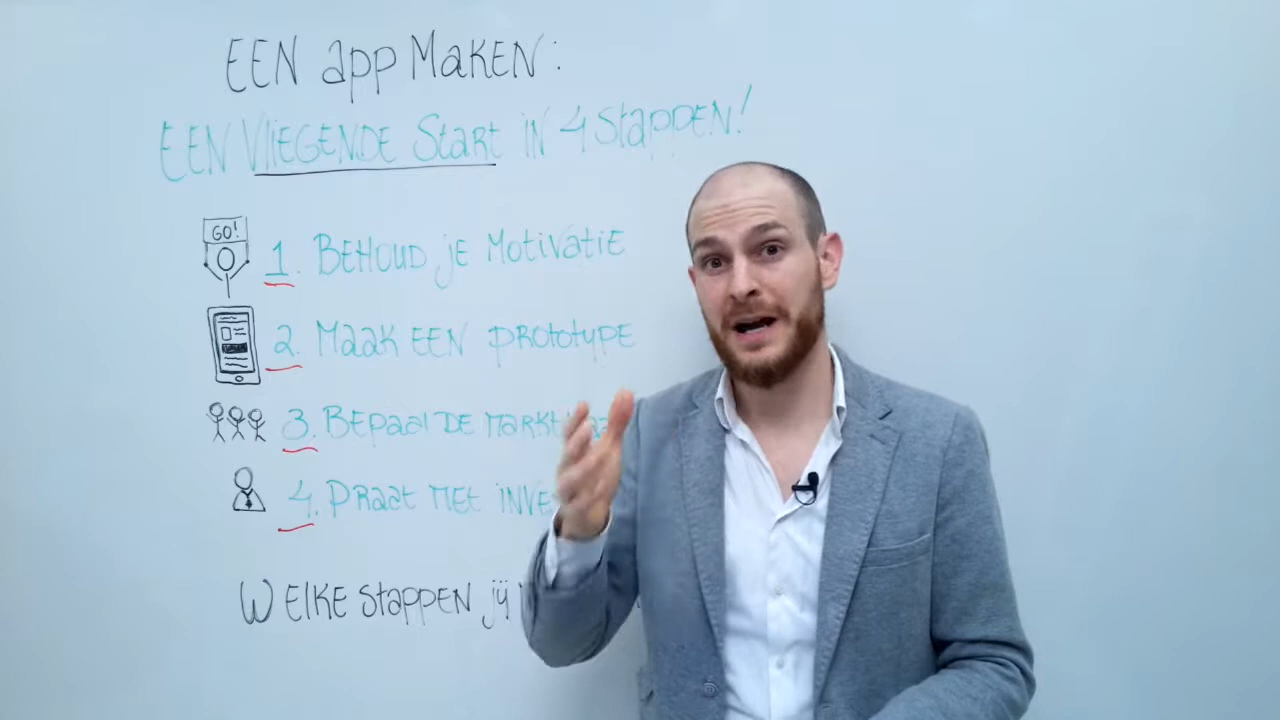 EEN app MAKEN:
EEN VLIEGENDE Start IN 4 stappen!
GO!
1. BEHOUD je MotivatiE
2. Maak EEN prototype
3. Bepaal DE
4. praat MET
WELKE stappen jij